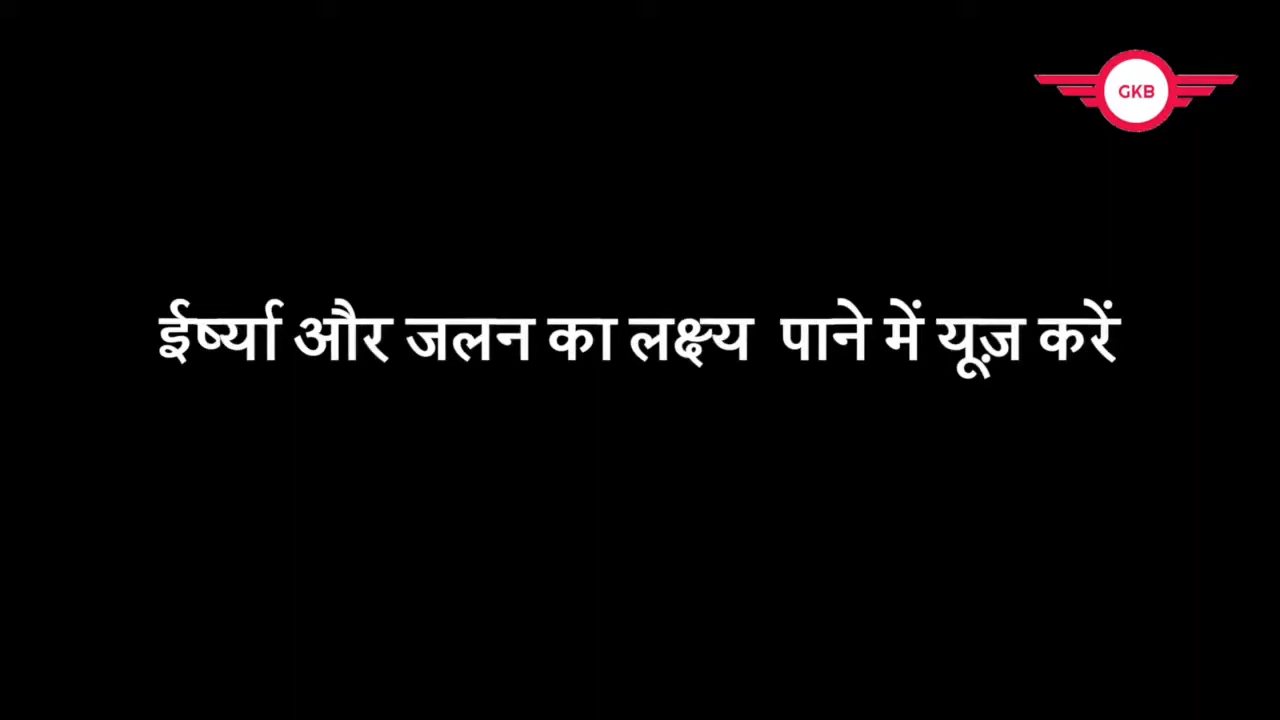 GKB
ईर्ष्या और जलन का लक्ष्य पाने में यूज़ करें